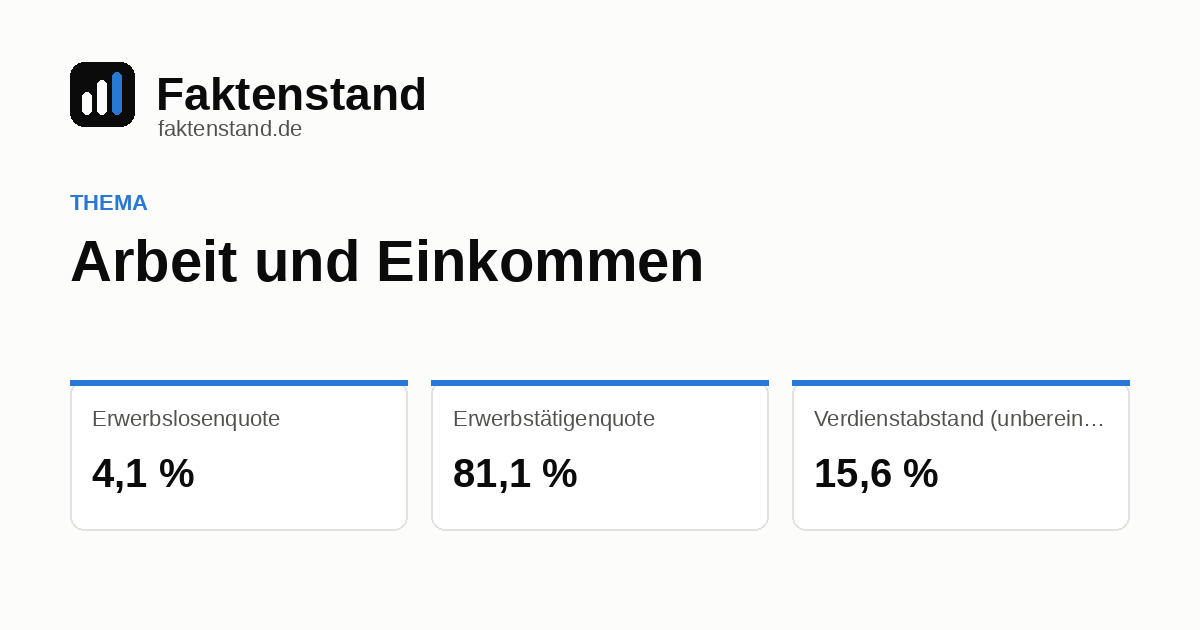 Faktenstand
faktenstand.de
THEMA
Arbeit und Einkommen
Erwerbslosenquote
4,1 %
Erwerbstätigenquote
81,1 %
Verdienstabstand (unberein…
15,6 %